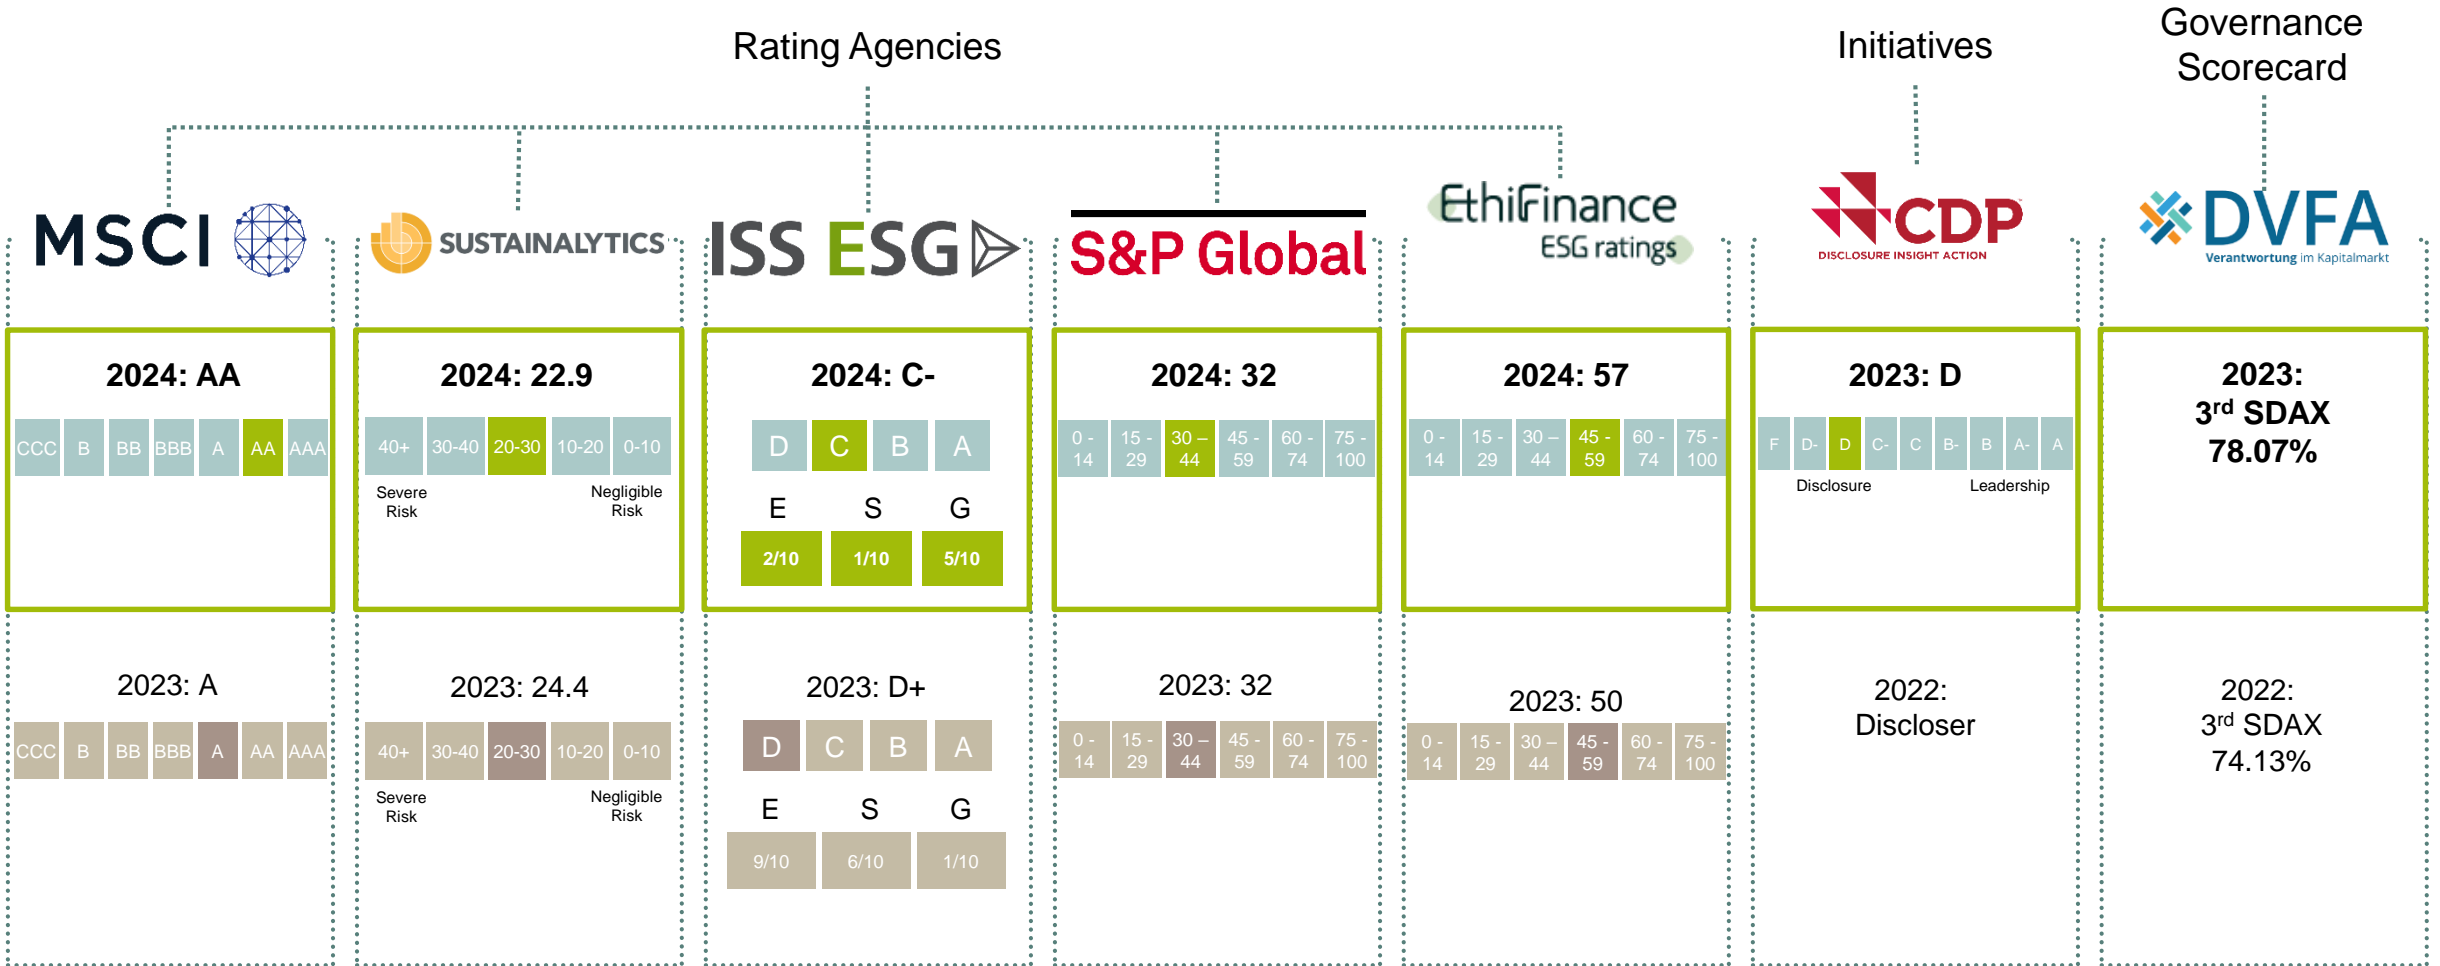 Rating Agencies
Initiatives
Governance
Scorecard
MSCI
SUSTAINALYTICS
ISS ESG
S&P Global
EthiFinance
ESG ratings
CDP
DISCLOSURE INSIGHT ACTION
DVFA
Verantwortung im Kapitalmarkt
2024: AA
CCC B BB BBB A AA AAA
2024: 22.9
40+ 30-40 20-30 10-20 0-10
Severe
Risk
Negligible
Risk
2024: C-
D C B A
E S G
2/10 1/10 5/10
2024: 32
0 - 15 - 30 – 45 - 60 - 75 -
14 29 44 59 74 100
2024: 57
0 - 15 - 30 – 45 - 60 - 75 -
14 29 44 59 74 100
2023: D
F D- D C- C B- B A- A
Disclosure Leadership
2023:
3rd SDAX
78.07%
2023: A
CCC B BB BBB A AA AAA
2023: 24.4
40+ 30-40 20-30 10-20 0-10
Severe
Risk
Negligible
Risk
2023: D+
D C B A
E S G
9/10 6/10 1/10
2023: 32
0 - 15 - 30 – 45 - 60 - 75 -
14 29 44 59 74 100
2023: 50
0 - 15 - 30 – 45 - 60 - 75 -
14 29 44 59 74 100
2022:
Discloser
2022:
3rd SDAX
74.13%